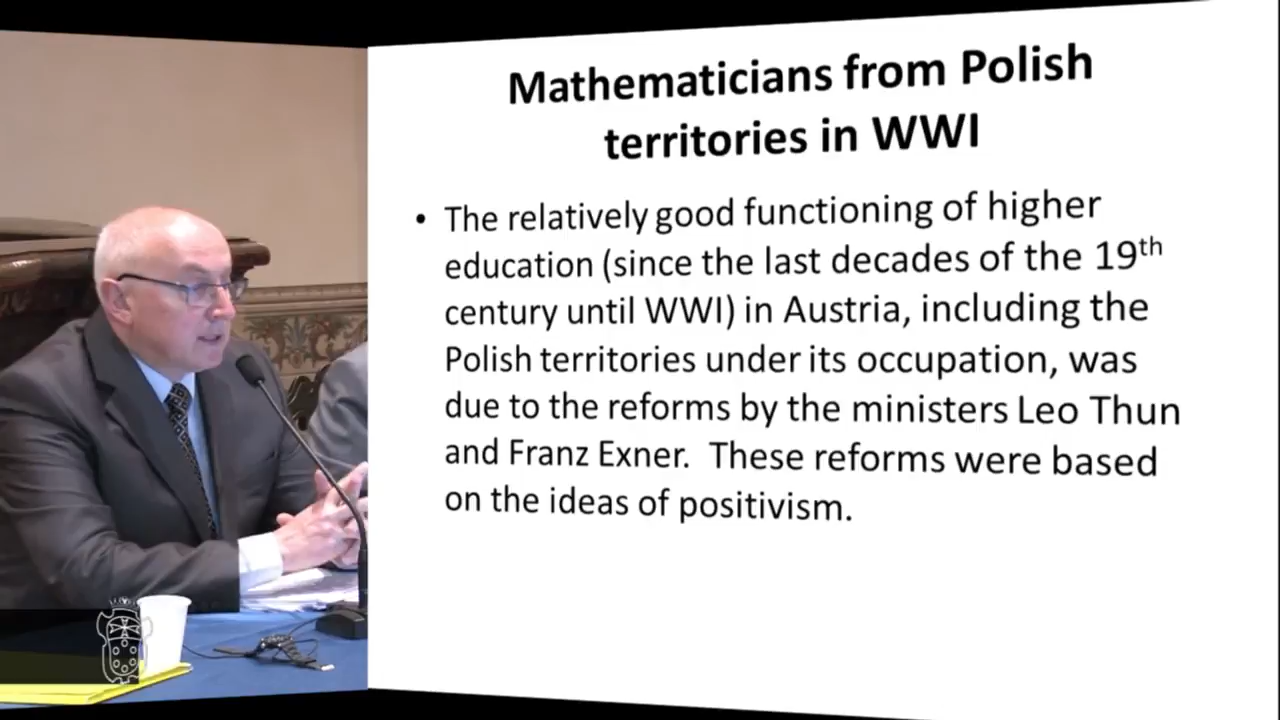 Mathematicians from Polish
territories in WWI
• The relatively good functioning of higher
education (since the last decades of the 19th
century until WWI) in Austria, including the
Polish territories under its occupation, was
due to the reforms by the ministers Leo Thun
and Franz Exner.  These reforms were based
on the ideas of positivism.